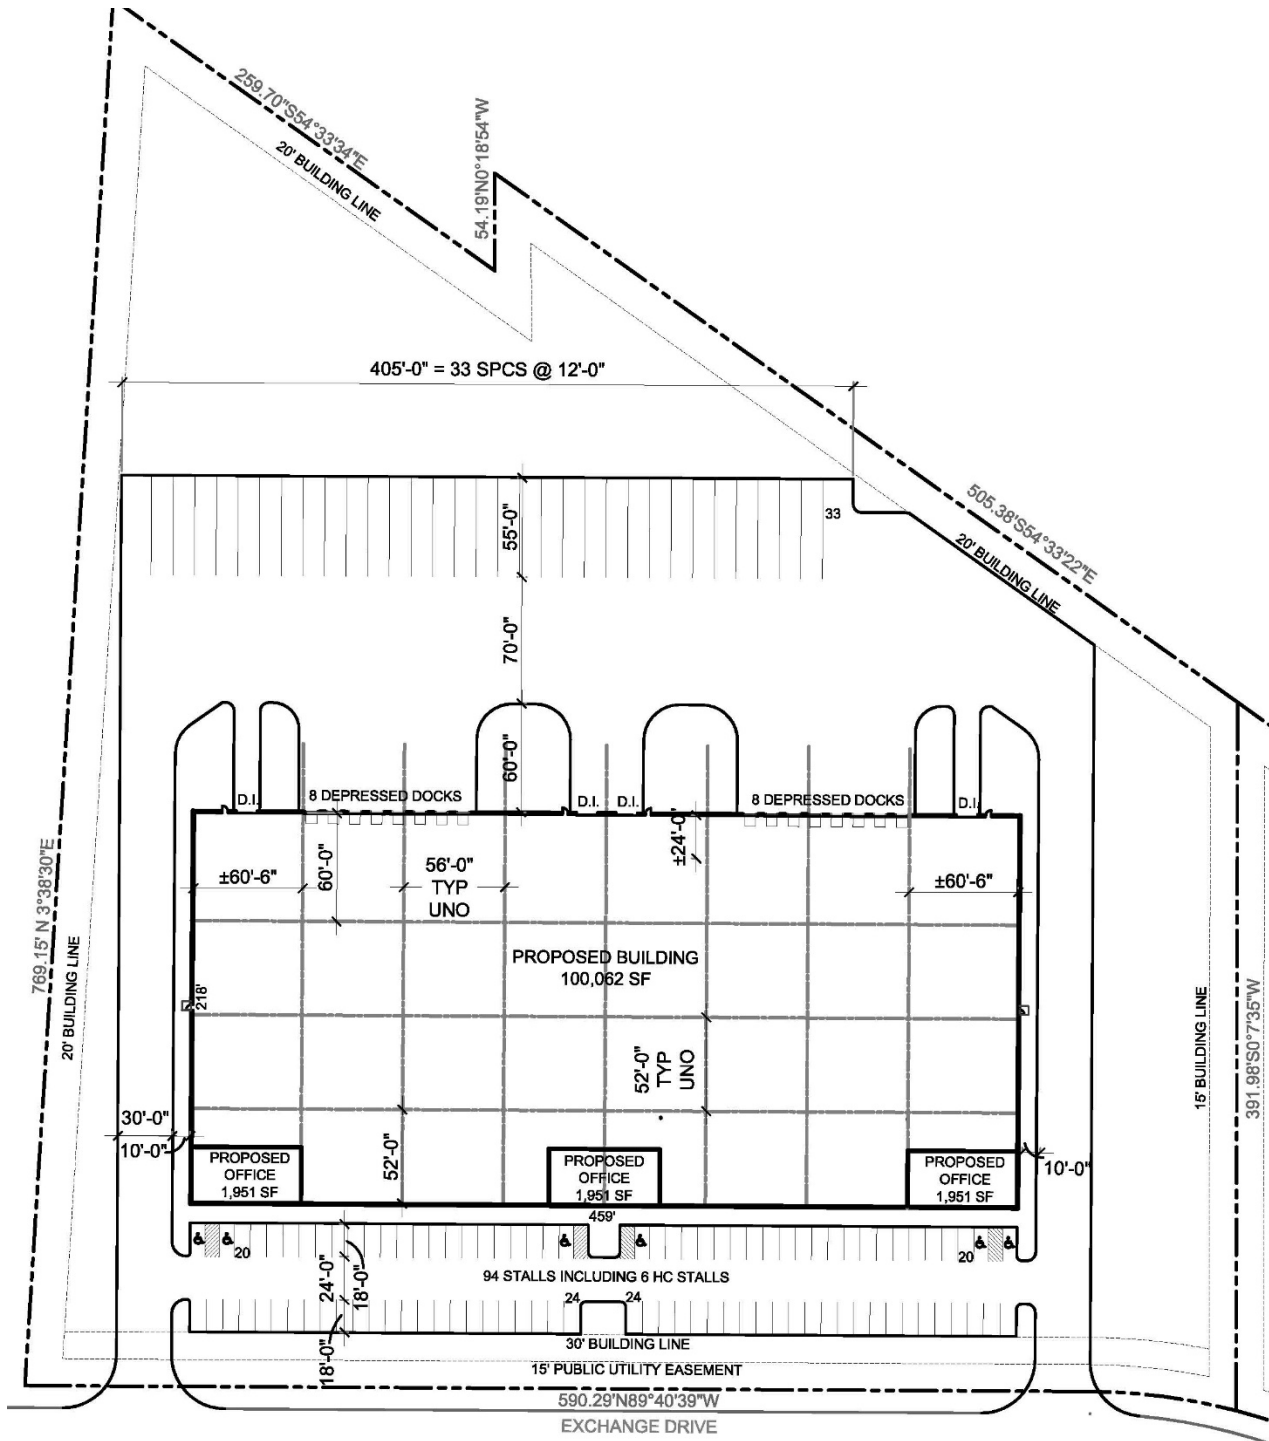 259.70"S54°33'34"E
20' BUILDING LINE
54.19'N0°18'54"W
405'-0" = 33 SPCS @ 12'-0"
505.38'S54°33'22"E
20' BUILDING LINE
33
55'-0"
70'-0"
60'-0"
D.I.
8 DEPRESSED DOCKS
D.I.
D.I.
8 DEPRESSED DOCKS
D.I.
±60'-6"
60'-0"
56'-0"
TYP
UNO
±24'-0"
±60'-6"
769.15' N 3°38'30"E
20' BUILDING LINE
218'
PROPOSED BUILDING
100,062 SF
52'-0"
TYP
UNO
15' BUILDING LINE
391.98'S0°7'35"W
30'-0"
10'-0"
52'-0"
10'-0"
PROPOSED
OFFICE
1,951 SF
PROPOSED
OFFICE
1,951 SF
PROPOSED
OFFICE
1,951 SF
459'
20
20
24'-0"
18'-0"
94 STALLS INCLUDING 6 HC STALLS
24
24
18'-0"
30' BUILDING LINE
15' PUBLIC UTILITY EASEMENT
590.29'N89°40'39"W
EXCHANGE DRIVE